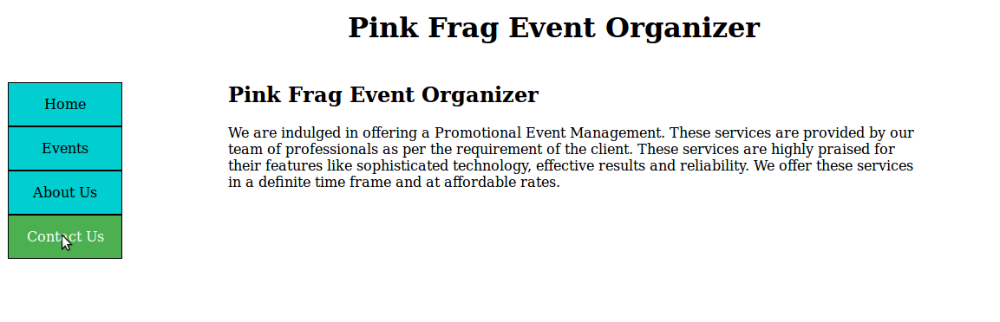 Pink Frag Event Organizer
Home
Events
About Us
Contact Us
Pink Frag Event Organizer
We are indulged in offering a Promotional Event Management. These services are provided by our
team of professionals as per the requirement of the client. These services are highly praised for
their features like sophisticated technology, effective results and reliability. We offer these services
in a definite time frame and at affordable rates.